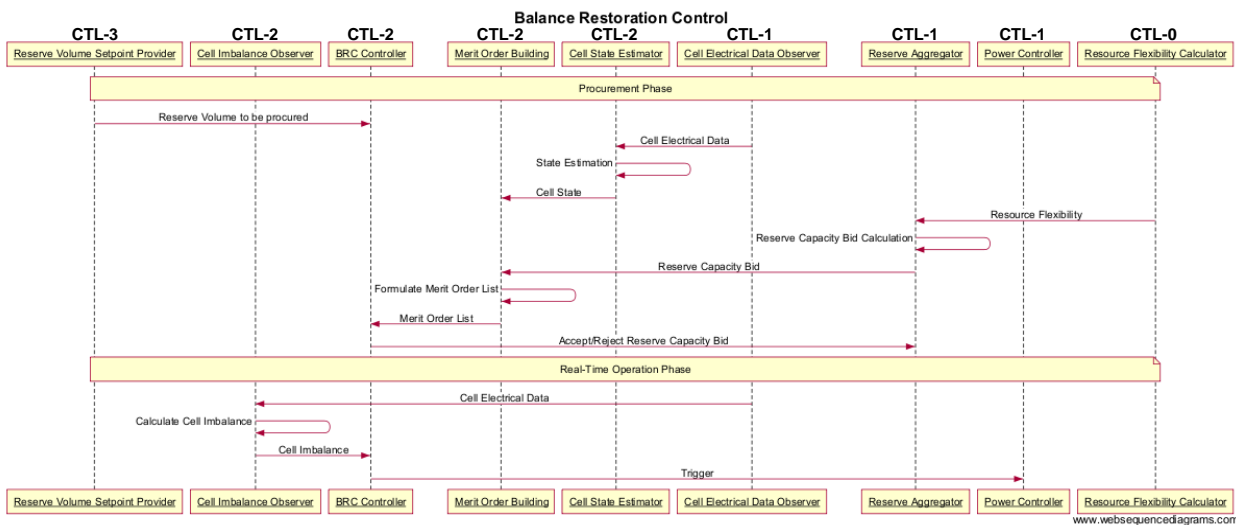 Balance Restoration Control
CTL-3 CTL-2 CTL-2 CTL-2 CTL-2 CTL-1 CTL-1 CTL-1 CTL-0
Reserve Volume Setpoint Provider Cell Imbalance Observer BRC Controller Merit Order Building Cell State Estimator Cell Electrical Data Observer Reserve Aggregator Power Controller Resource Flexibility Calculator
Procurement Phase
Reserve Volume to be procured
Cell Electrical Data
State Estimation
Cell State
Resource Flexibility
Reserve Capacity Bid Calculation
Reserve Capacity Bid
Formulate Merit Order List
Merit Order List
Accept/Reject Reserve Capacity Bid
Real-Time Operation Phase
Cell Electrical Data
Calculate Cell Imbalance
Cell Imbalance
Trigger
Reserve Volume Setpoint Provider Cell Imbalance Observer BRC Controller Merit Order Building Cell State Estimator Cell Electrical Data Observer Reserve Aggregator Power Controller Resource Flexibility Calculator
www.websequencediagrams.com